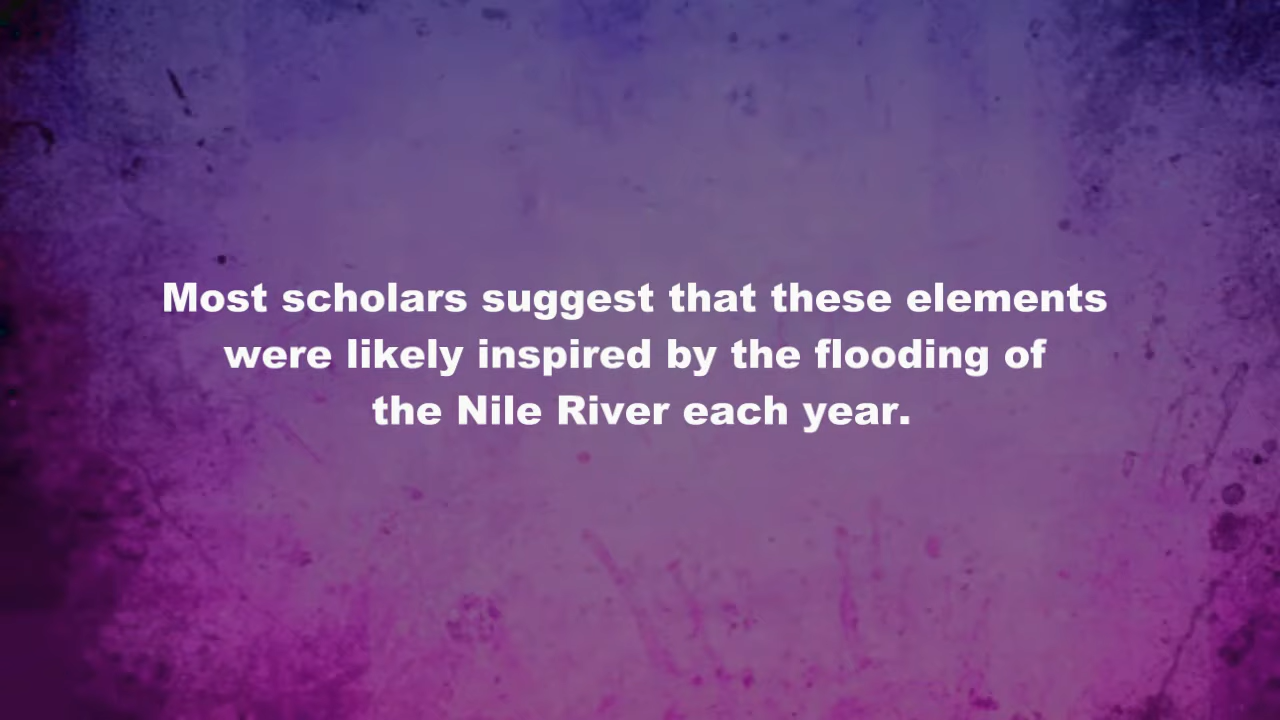 Most scholars suggest that these elements
were likely inspired by the flooding of
the Nile River each year.